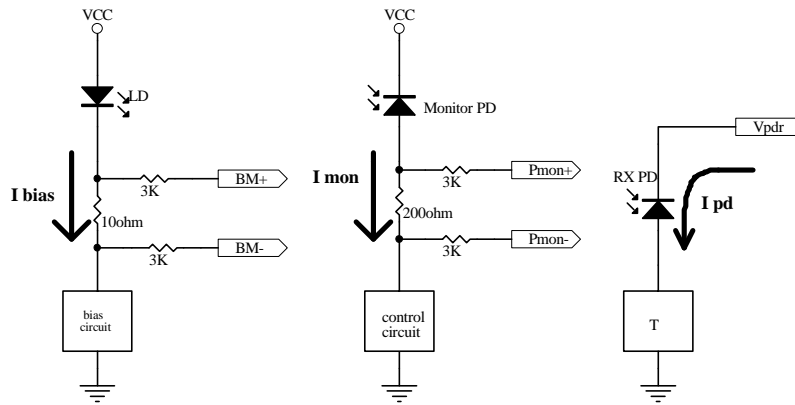 VCC
LD
I bias
3K
BM+
10ohm
3K
BM-
bias
circuit
VCC
Monitor PD
I mon
3K
Pmon+
200ohm
3K
Pmon-
control
circuit
Vpdr
RX PD
I pd
T